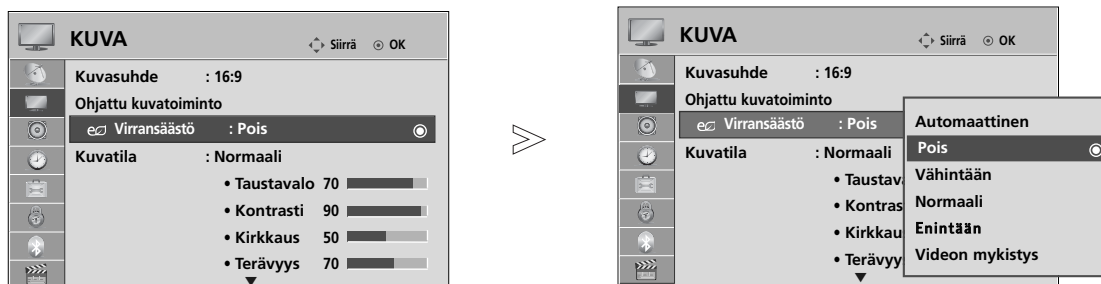 KUVA
Siirrä OK
Kuvasuhde : 16:9
Ohjattu kuvatoiminto
Virransäästö : Pois
Kuvatila : Normaali
• Taustavalo 70
• Kontrasti 90
• Kirkkaus 50
• Terävyys 70
KUVA
Siirrä OK
Kuvasuhde : 16:9
Ohjattu kuvatoiminto
Virransäästö : Pois
Kuvatila : Normaali
• Taustav
• Kontras
• Kirkkau
• Terävyy
Automaattinen
Pois
Vähintään
Normaali
Enintään
Videon mykistys